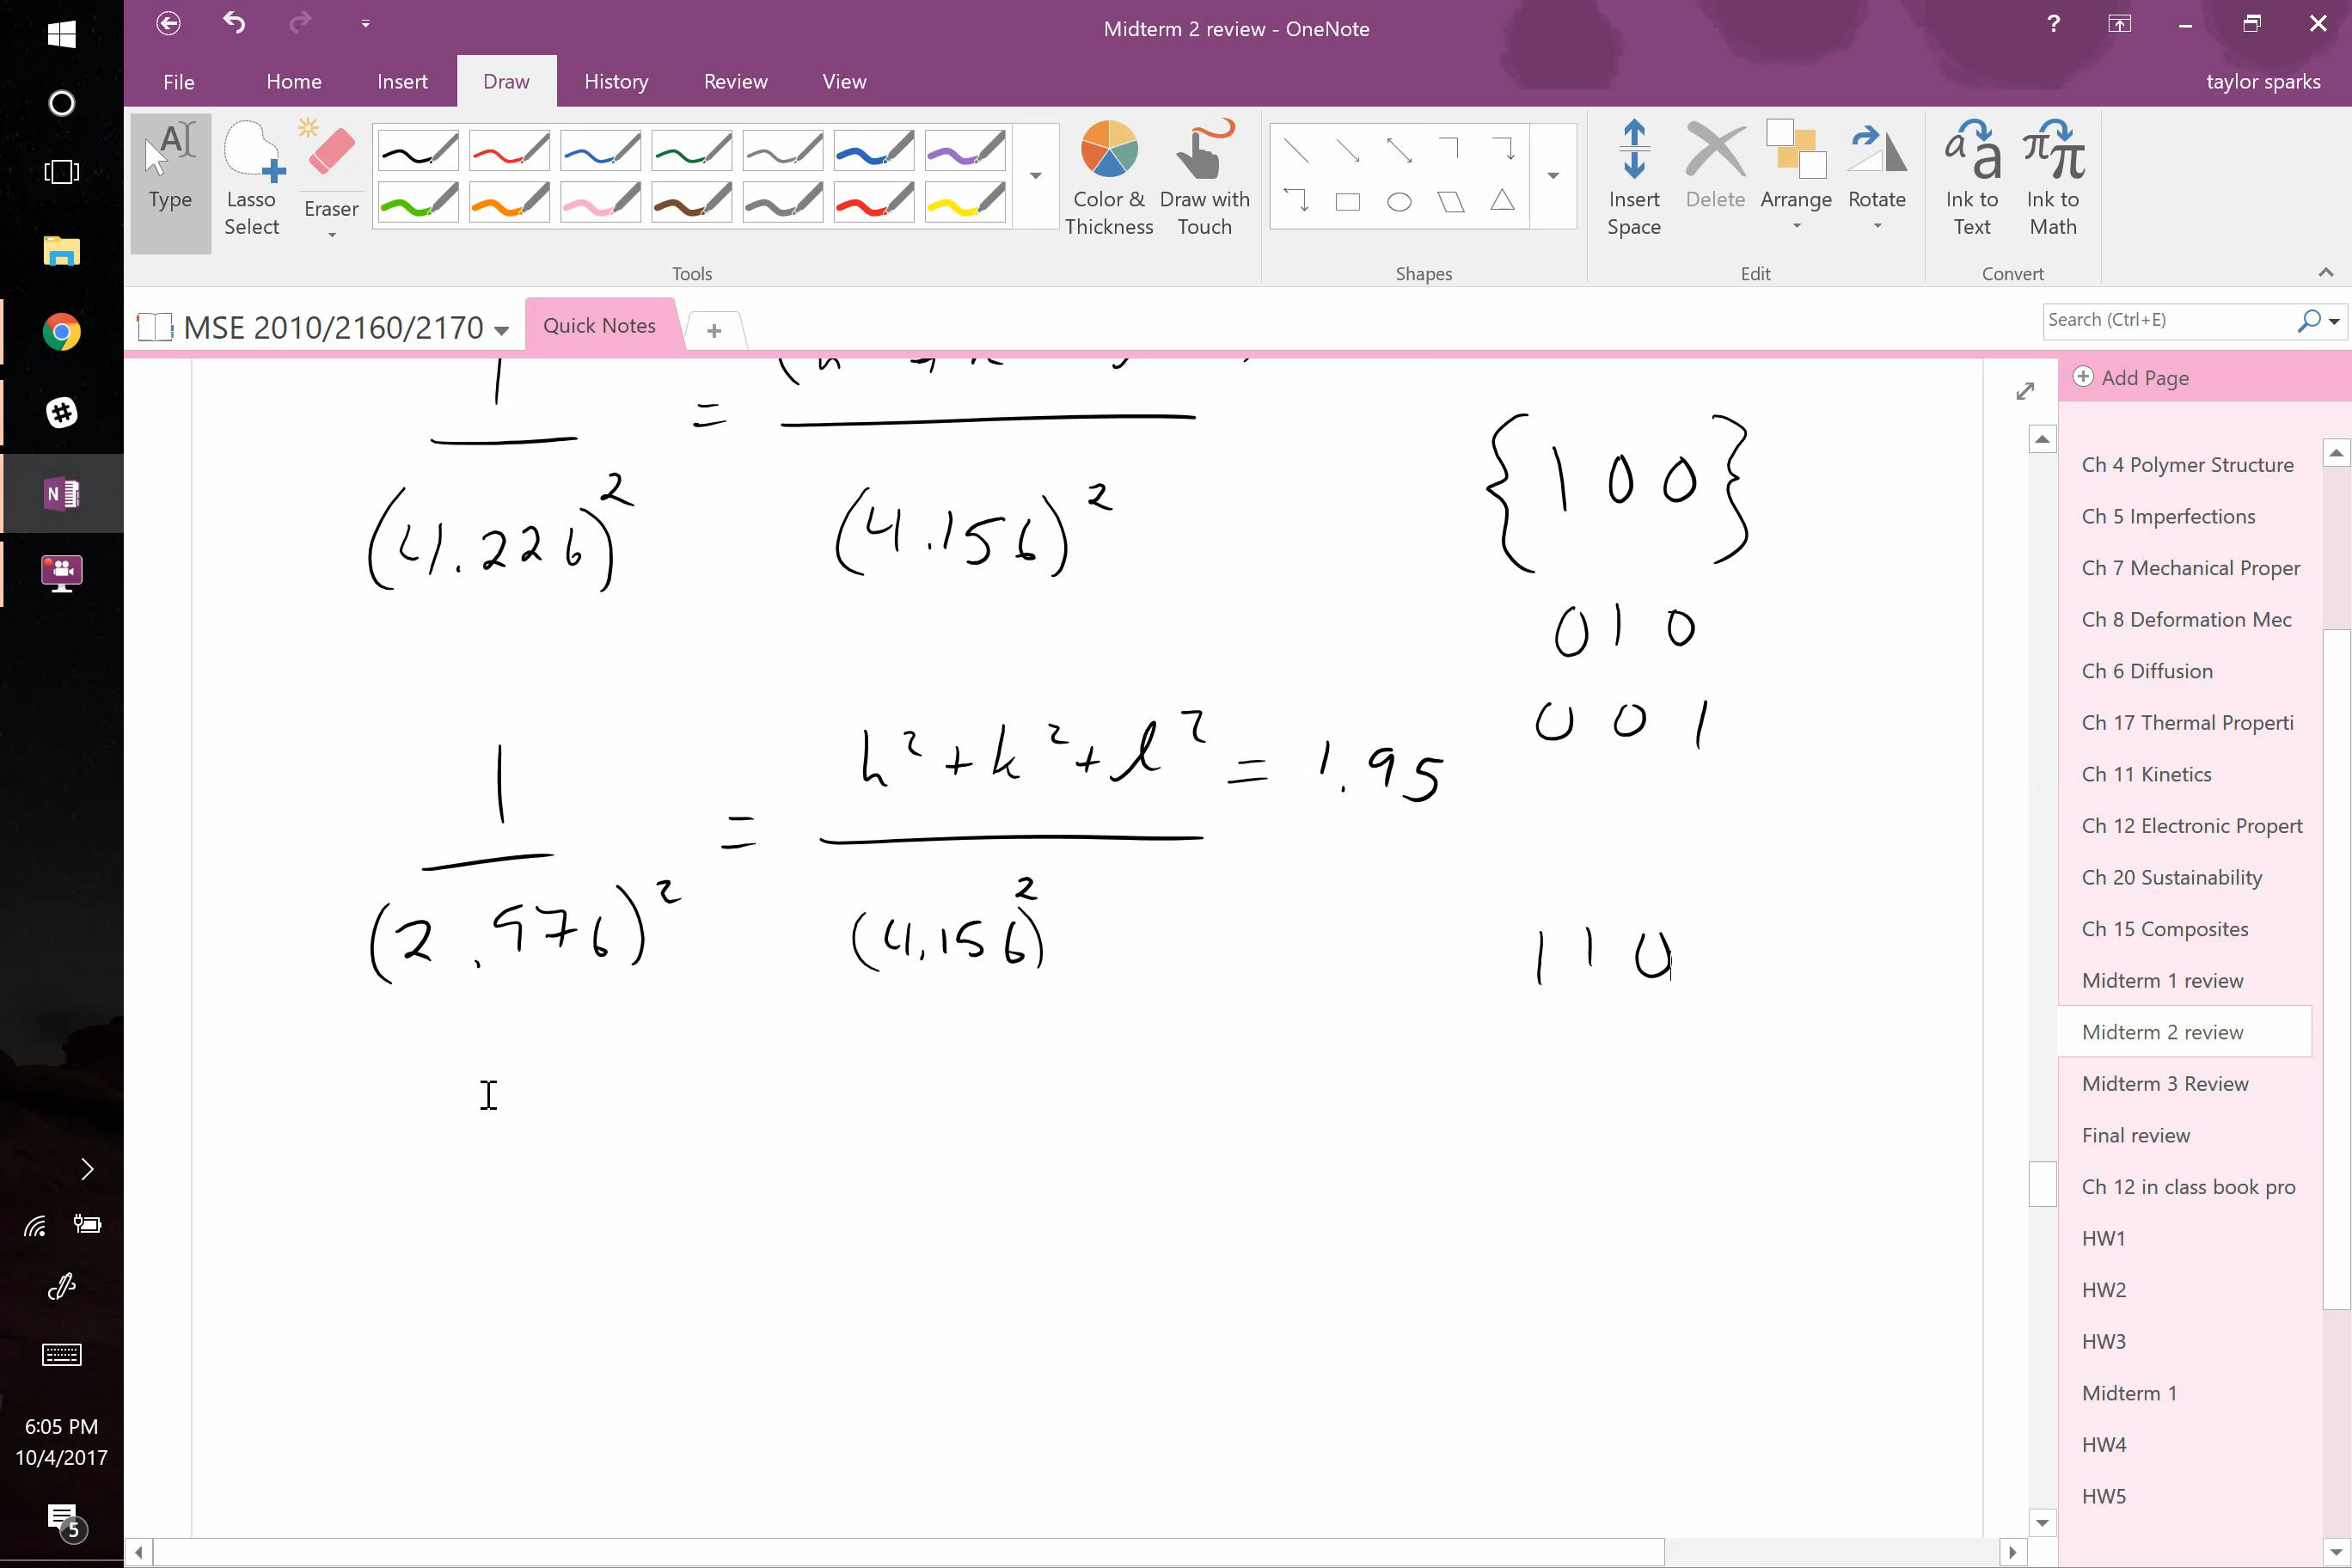 Midterm 2 review - OneNote
?
File Home Insert Draw History Review View
taylor sparks
Type
Lasso Select
Eraser
Color & Thickness
Draw with Touch
Insert Space
Delete
Arrange
Rotate
Ink to Text
Ink to Math
Tools
Shapes
Edit
Convert
MSE 2010/2160/2170
Quick Notes
+
Search (Ctrl+E)
1
=
(4.226)²
(4.156)²
{100}
010
001
1 = h² + k² + l² = 1.95
(2.976)²
(4.156)²
110
Add Page
Ch 4 Polymer Structure
Ch 5 Imperfections
Ch 7 Mechanical Proper
Ch 8 Deformation Mec
Ch 6 Diffusion
Ch 17 Thermal Properti
Ch 11 Kinetics
Ch 12 Electronic Propert
Ch 20 Sustainability
Ch 15 Composites
Midterm 1 review
Midterm 2 review
Midterm 3 Review
Final review
Ch 12 in class book pro
HW1
HW2
HW3
Midterm 1
HW4
HW5
6:05 PM
10/4/2017
5